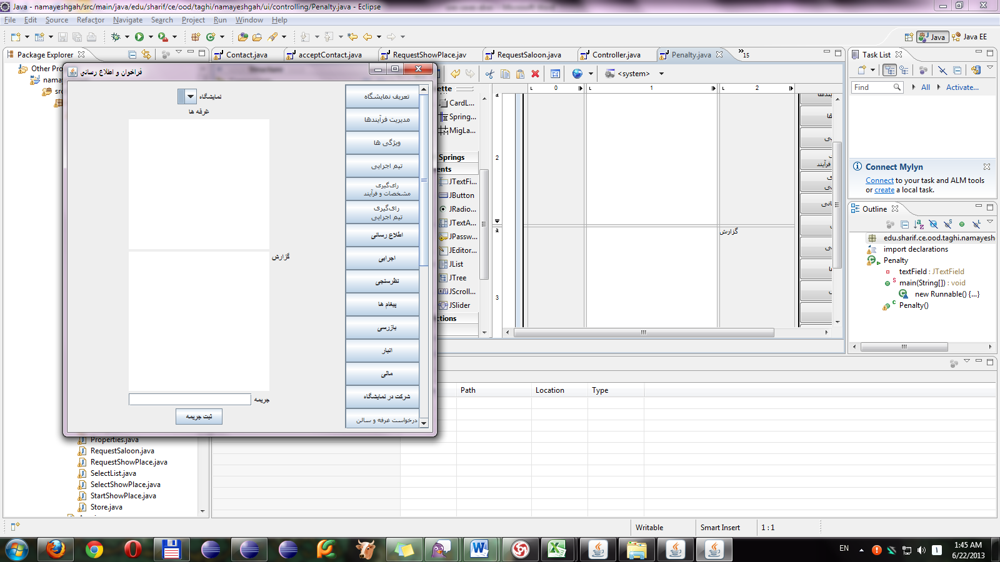 Java - namayeshgah/src/main/java/edu/sharif/ce/ood/taghi/namayeshgah/ui/controlling/Penalty.java - Eclipse
File Edit Source Refactor Navigate Search Project Run Window Help
Java Java EE
Package Explorer
Contact.java acceptContact.java RequestShowPlace.jav RequestSaloon.java Controller.java Penalty.java 15
Task List
Other Pro
فراخوان و اطلاع رسانی
<system>
Find All Activate...
نمایشگاه
غرفه ها
گزارش
جریمه
ثبت جریمه
تعریف نمایشگاه
مدیریت فرآیندها
ویژگی ها
تیم اجرایی
رای‌گیری
مشخصات و فرآیند
رای‌گیری
تیم اجرایی
اطلاع رسانی
اجرایی
نظرسنجی
پیغام ها
بازرسی
انبار
مالی
شرکت در نمایشگاه
درخواست غرفه و سالن
CardL...
Spring...
MigLa...
Springs
JTextFi...
JButton
JRadio...
JTextA...
JPassw...
JEditor...
JList
JTree
JScroll...
JSlider
0 1 2
2
3
گزارش
فرآیند
Connect Mylyn
Connect to your task and ALM tools
or create a local task.
Outline
edu.sharif.ce.ood.taghi.namayesh
import declarations
Penalty
textField : JTextField
main(String[]) : void
new Runnable() {...}
Penalty()
Path Location Type
Properties.java
RequestSaloon.java
RequestShowPlace.java
SelectList.java
SelectShowPlace.java
StartShowPlace.java
Store.java
Writable Smart Insert 1 : 1
EN 1:45 AM
6/22/2013